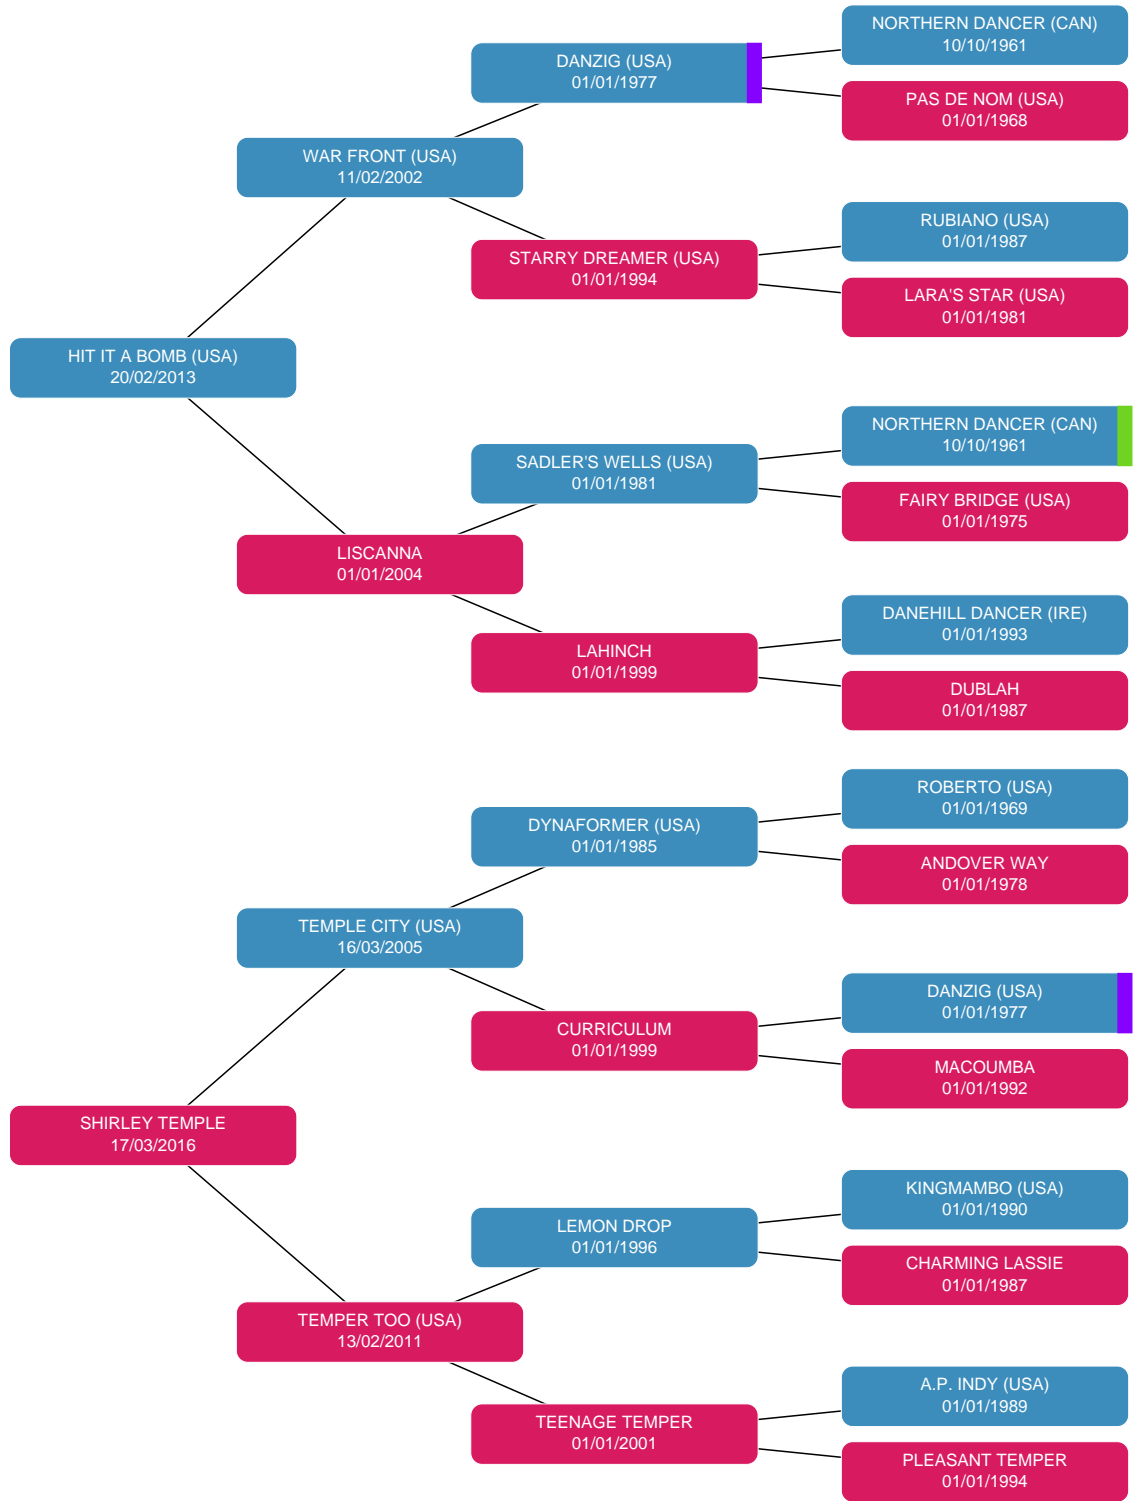 NORTHERN DANCER (CAN)
10/10/1961
DANZIG (USA)
01/01/1977
PAS DE NOM (USA)
01/01/1968
WAR FRONT (USA)
11/02/2002
RUBIANO (USA)
01/01/1987
STARRY DREAMER (USA)
01/01/1994
LARA'S STAR (USA)
01/01/1981
HIT IT A BOMB (USA)
20/02/2013
NORTHERN DANCER (CAN)
10/10/1961
SADLER'S WELLS (USA)
01/01/1981
FAIRY BRIDGE (USA)
01/01/1975
LISCANNA
01/01/2004
DANEHILL DANCER (IRE)
01/01/1993
LAHINCH
01/01/1999
DUBLAH
01/01/1987
ROBERTO (USA)
01/01/1969
DYNAFORMER (USA)
01/01/1985
ANDOVER WAY
01/01/1978
TEMPLE CITY (USA)
16/03/2005
DANZIG (USA)
01/01/1977
CURRICULUM
01/01/1999
MACOUMBA
01/01/1992
SHIRLEY TEMPLE
17/03/2016
KINGMAMBO (USA)
01/01/1990
LEMON DROP
01/01/1996
CHARMING LASSIE
01/01/1987
TEMPER TOO (USA)
13/02/2011
A.P. INDY (USA)
01/01/1989
TEENAGE TEMPER
01/01/2001
PLEASANT TEMPER
01/01/1994